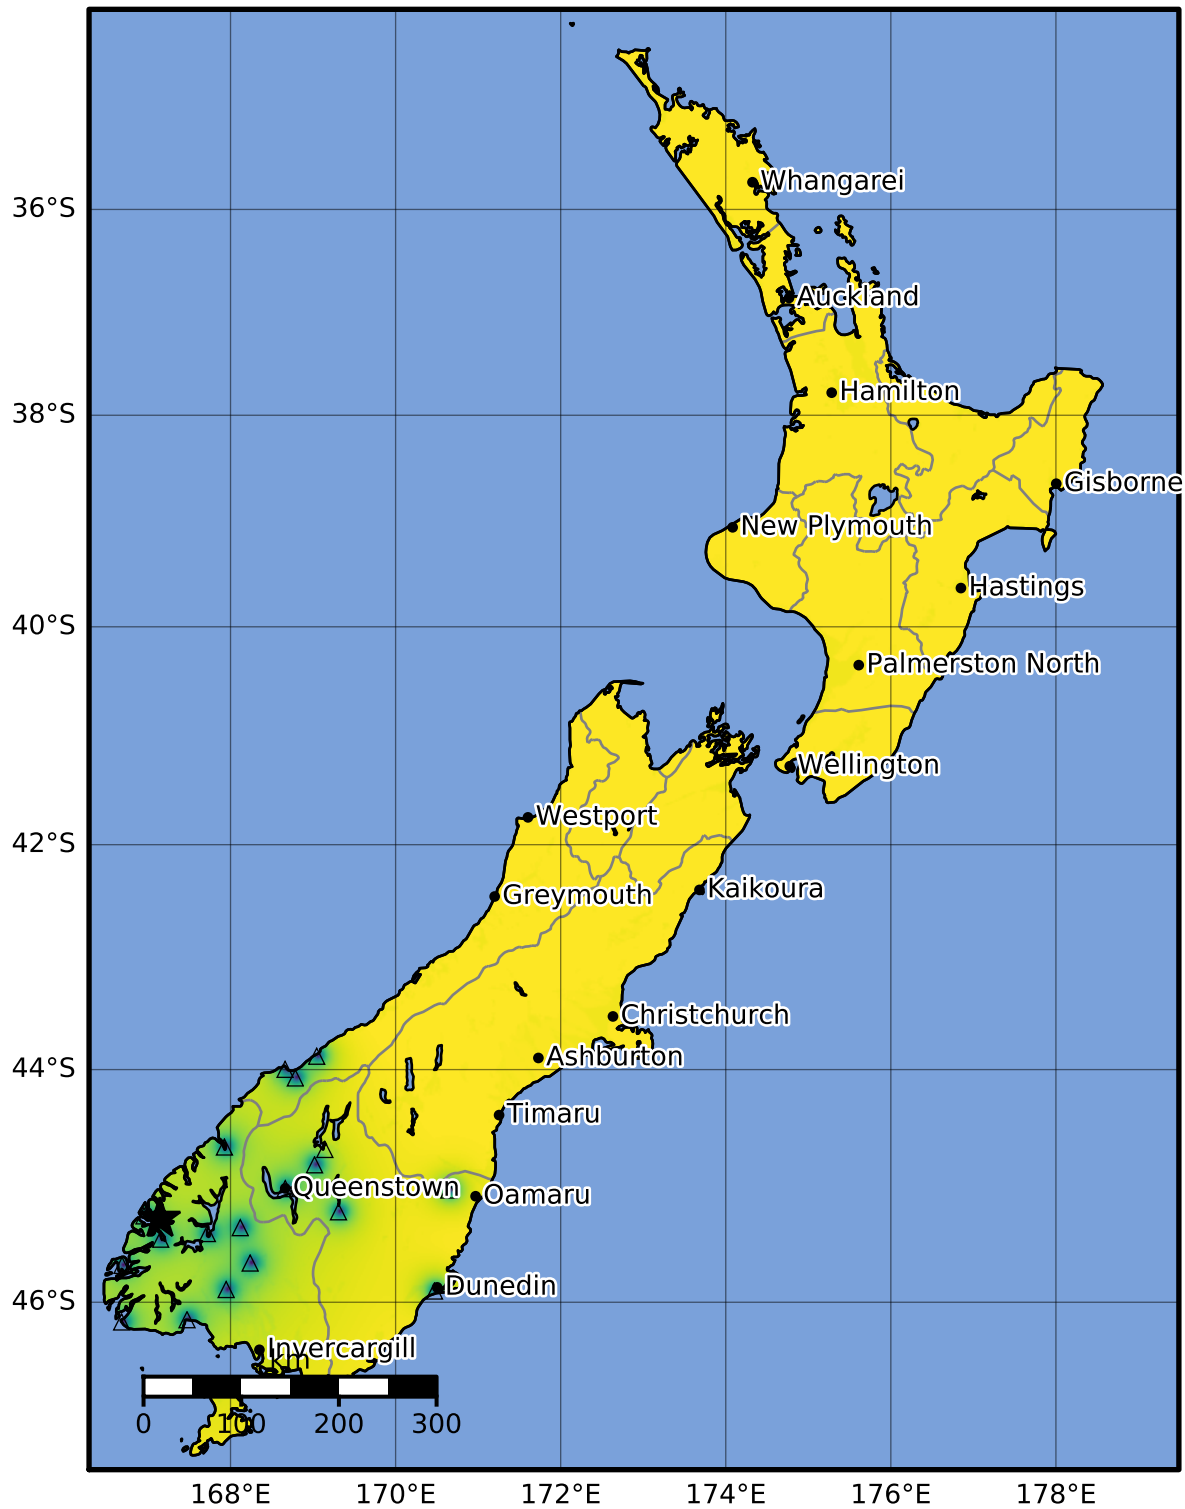 Whangarei
36°S
Auckland
Hamilton
38°S
Gisborne
New Plymouth
Hastings
40°S
Palmerston North
Wellington
Westport
42°S
Kaikoura
Greymouth
Christchurch
Ashburton
44°S
Timaru
Queenstown
Oamaru
Dunedin
46°S
Invercargill
km
0 100 200 300
168°E 170°E 172°E 174°E 176°E 178°E